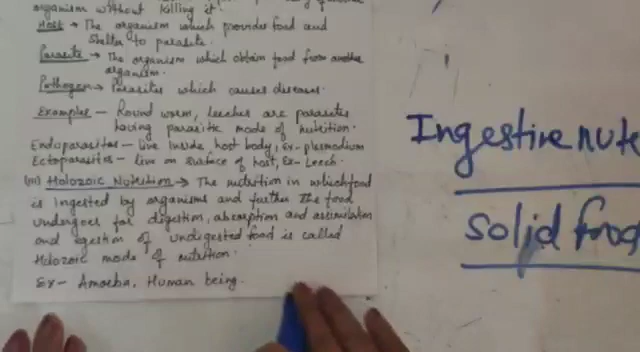 organism without killing it
Host → The organism which provides food and
Shelter to parasite.
Parasite → The organism which obtain food from another
organism.
Pathogen → Parasites which causes diseases.
Examples — Round worm, leeches are parasites
having parasitic mode of nutrition.
Endoparasites — live inside host body, Ex- plasmodium
Ectoparasites — live on surface of host, Ex- Leech.
(iii) Holozoic Nutrition → The nutrition in which food
is ingested by organisms and further the food
undergoes for digestion, absorption and assimilation
and egestion of undigested food is called
Holozoic mode of nutrition.
Ex- Amoeba, Human being.
Ingestive nut
solid food